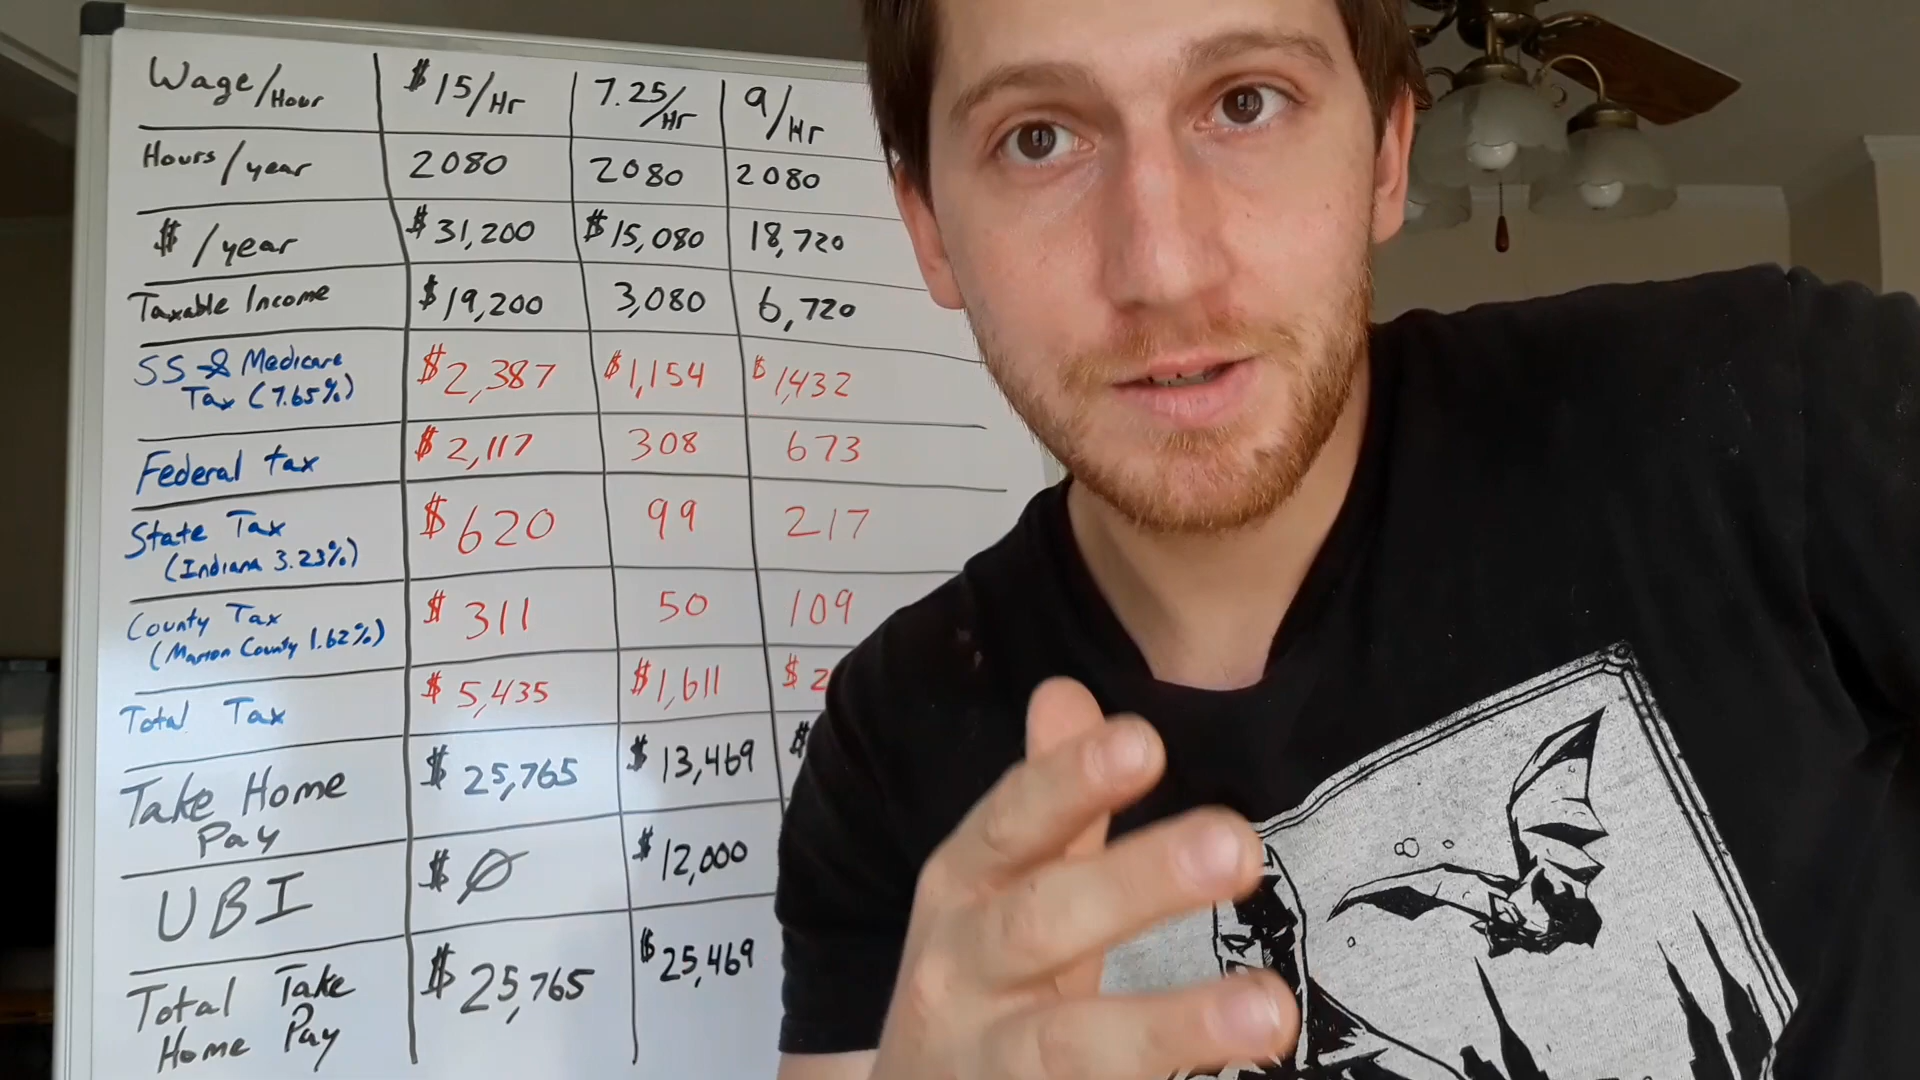 Wage/Hour $15/Hr 7.25/Hr 9/Hr
Hours/year 2080 2080 2080
$/year $31,200 $15,080 18,720
Taxable Income $19,200 3,080 6,720
SS & Medicare
Tax (7.65%) $2,387 $1,154 $1,432
Federal tax $2,117 308 673
State Tax
(Indiana 3.23%) $620 99 217
County Tax
(Marion County 1.62%) $311 50 109
Total Tax $5,435 $1,611 $2
Take Home
Pay $25,765 $13,469 $
UBI $0 $12,000
Total Take
Home Pay $25,765 $25,469